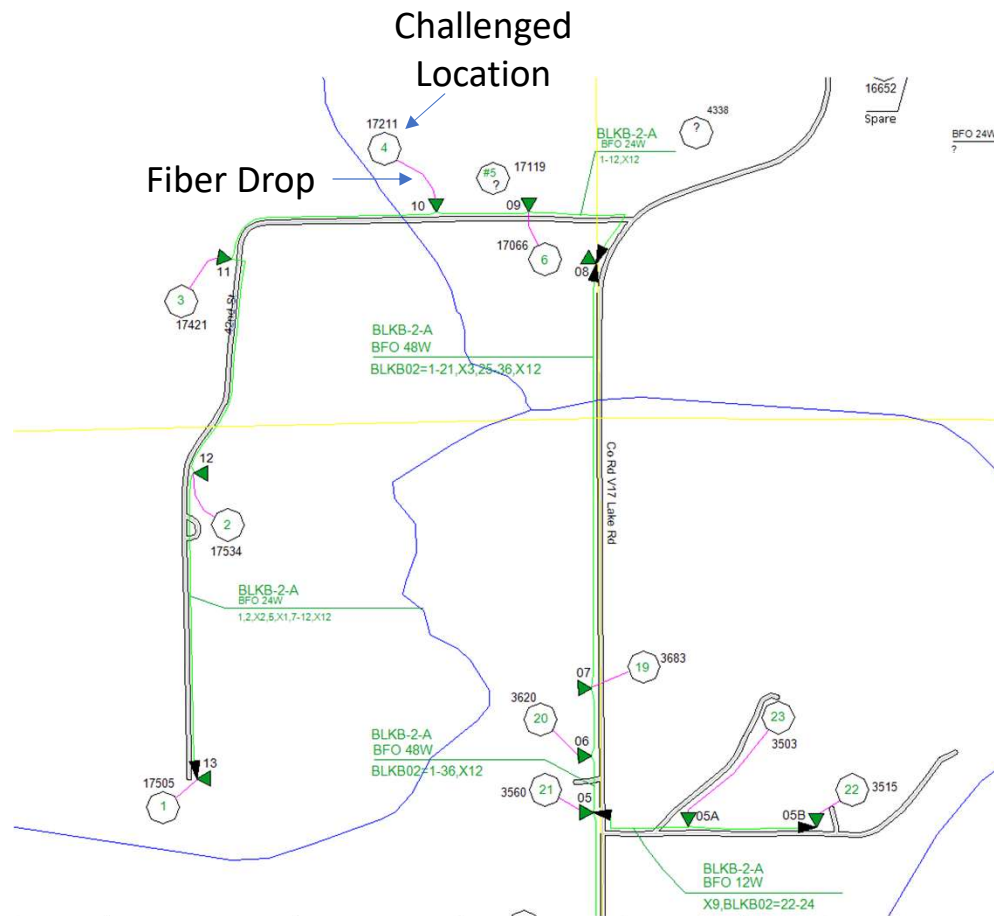 Challenged
Location
16652
Spare
BFO 24W
?
4338
?
17211
4
BLKB-2-A
BFO 24W
1-12,X12
Fiber Drop
#5
?
17119
10
09
17066
6
08
11
3
17421
42nd St
BLKB-2-A
BFO 48W
BLKB02=1-21,X3,25-36,X12
Co Rd V17 Lake Rd
12
2
17534
BLKB-2-A
BFO 24W
1,2,X2,5,X1,7-12,X12
07
19
3683
3620
20
06
23
3503
BLKB-2-A
BFO 48W
BLKB02=1-36,X12
13
17505
1
3560
21
05
05A
05B
22
3515
BLKB-2-A
BFO 12W
X9,BLKB02=22-24